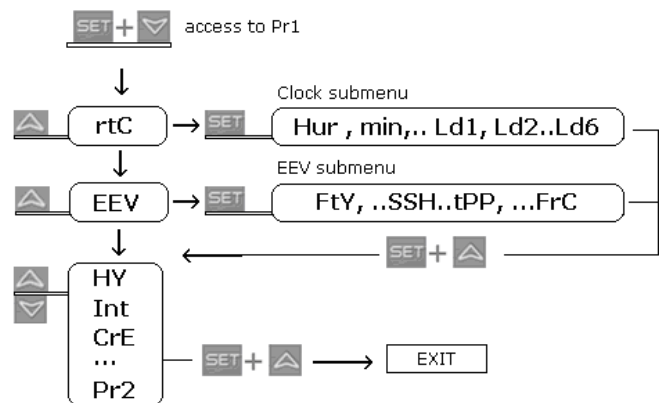 SET + access to Pr1
Clock submenu
rtC SET Hur , min,.. Ld1, Ld2..Ld6
EEV submenu
EEV SET FtY, ..SSH..tPP, ...FrC
SET +
HY
Int
CrE
...
Pr2
SET + EXIT